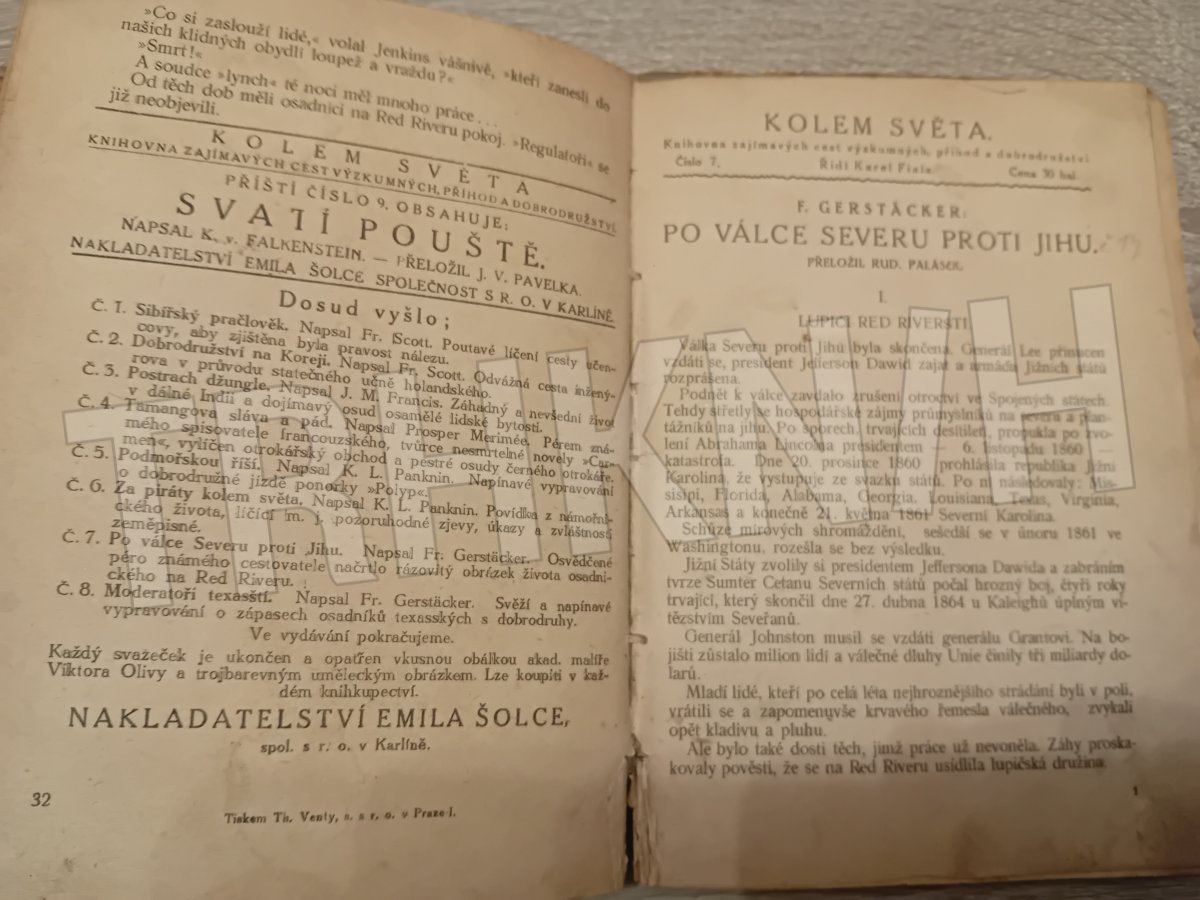 »Co si zaslouží lidé,« volal Jenkins vášnivě, »kteří zanesli do
našich klidných obydlí loupež a vraždu?«
»Smrt!«
A soudce »lynch« té noci měl mnoho práce...
Od těch dob měli osadníci na Red Riveru pokoj. »Regulatoři« se
již neobjevili.
KOLEM SVĚTA
KNIHOVNA ZAJÍMAVÝCH CEST VÝZKUMNÝCH, PŘÍHOD A DOBRODRUŽSTVÍ.
PŘÍŠTÍ ČÍSLO 9. OBSAHUJE:
SVATÍ POUŠTĚ.
NAPSAL K. v. FALKENSTEIN. — PŘELOŽIL J. V. PAVELKA.
NAKLADATELSTVÍ EMILA ŠOLCE SPOLEČNOST S R. O. V KARLÍNĚ.
Dosud vyšlo;
Č. 1. Sibiřský pračlověk. Napsal Fr. Scott. Poutavé líčení cesty učen-
covy, aby zjištěna byla pravost nálezu.
Č. 2. Dobrodružství na Koreji. Napsal Fr. Scott. Odvážná cesta inžený-
rova v průvodu statečného učně holandského.
Č. 3. Postrach džungle. Napsal J. M. Francis. Záhadný a nevšední život
v dálné Indii a dojímavý osud osamělé lidské bytosti.
Č. 4. Tamangova sláva a pád. Napsal Prosper Merimée. Pérem zná-
mého spisovatele francouzského, tvůrce nesmrtelné novely »Car-
men«, vylíčen otrokářský obchod a pestré osudy černého otrokáře.
Č. 5. Podmořskou říší. Napsal K. L. Panknin. Napínavé vypravování
o dobrodružné jízdě ponorky »Polyp«.
Č. 6. Za piráty kolem světa. Napsal K. L. Panknin. Povídka z námořni-
ckého života, líčící m. j. pozoruhodné zjevy, úkazy a zvláštnosti
zeměpisné.
Č. 7. Po válce Severu proti Jihu. Napsal Fr. Gerstäcker. Osvědčené
péro známého cestovatele načrtlo rázovitý obrázek života osadni-
ckého na Red Riveru.
Č. 8. Moderatoři texasští. Napsal Fr. Gerstäcker. Svěží a napínavé
vypravování o zápasech osadníků texasských s dobrodruhy.
Ve vydávání pokračujeme.
Každý svazeček je ukončen a opatřen vkusnou obálkou akad. malíře
Viktora Olivy a trojbarevným uměleckým obrázkem. Lze koupiti v kaž-
dém knihkupectví.
NAKLADATELSTVÍ EMILA ŠOLCE,
spol. s r. o. v Karlíně.
32
Tiskem Th. Venty, s. s r. o. v Praze-I.
KOLEM SVĚTA.
Knihovna zajímavých cest výzkumných, příhod a dobrodružství
Číslo 7. Řídí Karel Fiala. Cena 30 hal.
F. GERSTÄCKER:
PO VÁLCE SEVERU PROTI JIHU.
PŘELOŽIL RUD. PALÁSEK.
I.
LUPIČI RED RIVERŠTÍ.
Válka Severu proti Jihu byla skončena. Generál Lee přinucen
vzdáti se, president Jefferson Dawid zajat a armáda Jižních států
rozprášena.
Podnět k válce zavdalo zrušení otroctví ve Spojených státech.
Tehdy střetly se hospodářské zájmy průmyslníků na severu a plan-
tážníků na jihu. Po sporech, trvajících desítiletí, propukla po zvo-
lení Abrahama Lincolna presidentem — 6. listopadu 1860 —
katastrofa. Dne 20. prosince 1860 prohlásila republika Jižní
Karolina, že vystupuje ze svazku států. Po ní následovaly: Mis-
sisipi, Florida, Alabama, Georgia, Louisiana, Texas, Virginia,
Arkansas a konečně 21. května 1861 Severní Karolina.
Schůze mírových shromáždění, sešedší se v únoru 1861 ve
Washingtonu, rozešla se bez výsledku.
Jižní Státy zvolily si presidentem Jeffersona Dawida a zabráním
tvrze Sumter Cetanu Severních států počal hrozný boj, čtyři roky
trvající, který skončil dne 27. dubna 1864 u Kaleighů úplným ví-
tězstvím Seveřanů.
Generál Johnston musil se vzdáti generálu Grantovi. Na bo-
jišti zůstalo milion lidí a válečné dluhy Unie činily tři miliardy do-
larů.
Mladí lidé, kteří po celá léta nejhroznějšího strádání byli v poli,
vrátili se a zapomenuvše krvavého řemesla válečného, zvykali
opět kladivu a pluhu.
Ale bylo také dosti těch, jimž práce už nevoněla. Záhy proska-
kovaly pověsti, že se na Red Riveru usídlila lupičská družina.
1